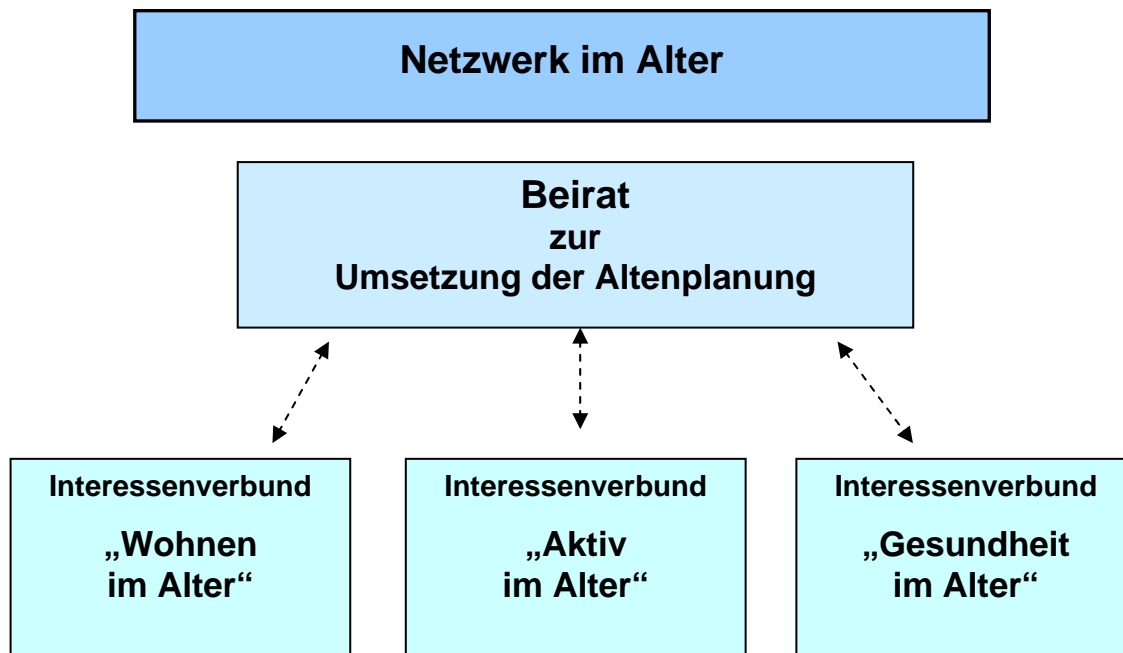 Netzwerk im Alter
Beirat
zur
Umsetzung der Altenplanung
Interessenverbund
„Wohnen
im Alter“
Interessenverbund
„Aktiv
im Alter“
Interessenverbund
„Gesundheit
im Alter“